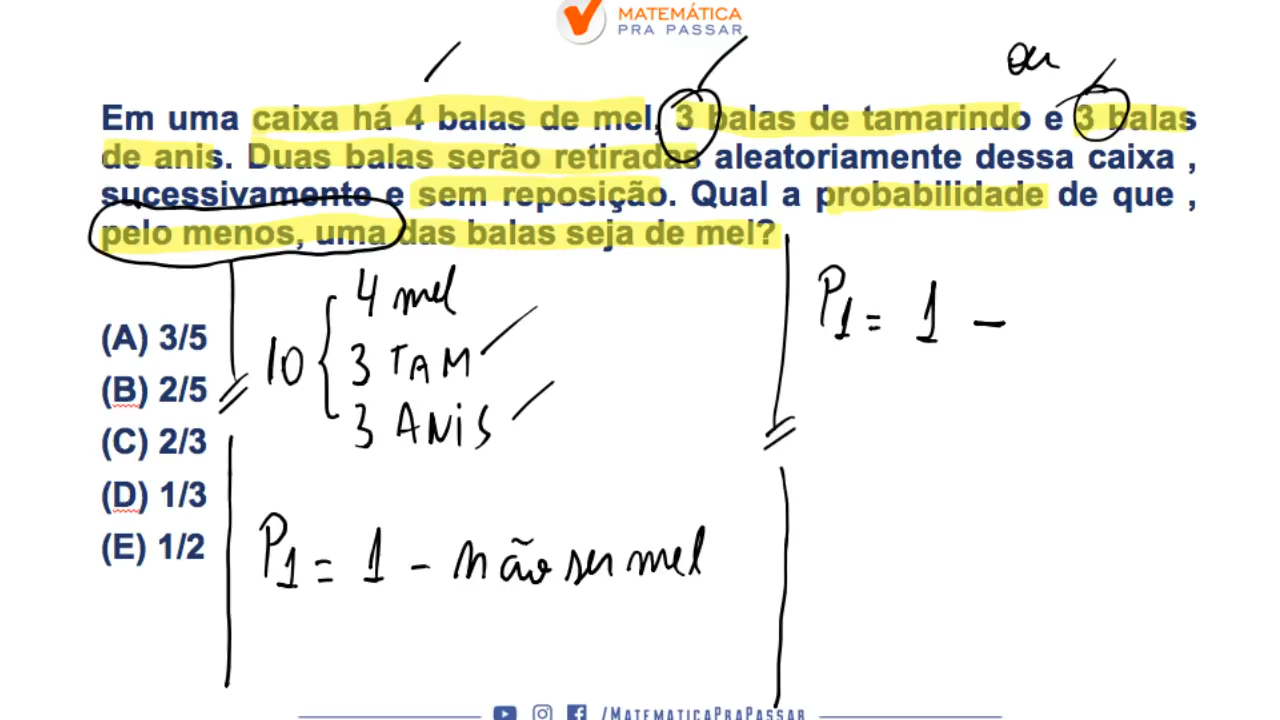 MATEMÁTICA
PRA PASSAR
ou
Em uma caixa há 4 balas de mel, 3 balas de tamarindo e 3 balas
de anis. Duas balas serão retiradas aleatoriamente dessa caixa ,
sucessivamente e sem reposição. Qual a probabilidade de que ,
pelo menos, uma das balas seja de mel?
(A) 3/5
(B) 2/5
(C) 2/3
(D) 1/3
(E) 1/2
10
4 mel
3 TAM
3 ANiS
P1 = 1 - não ser mel
P1 = 1 -
/MATEMATICAPRAPASSAR